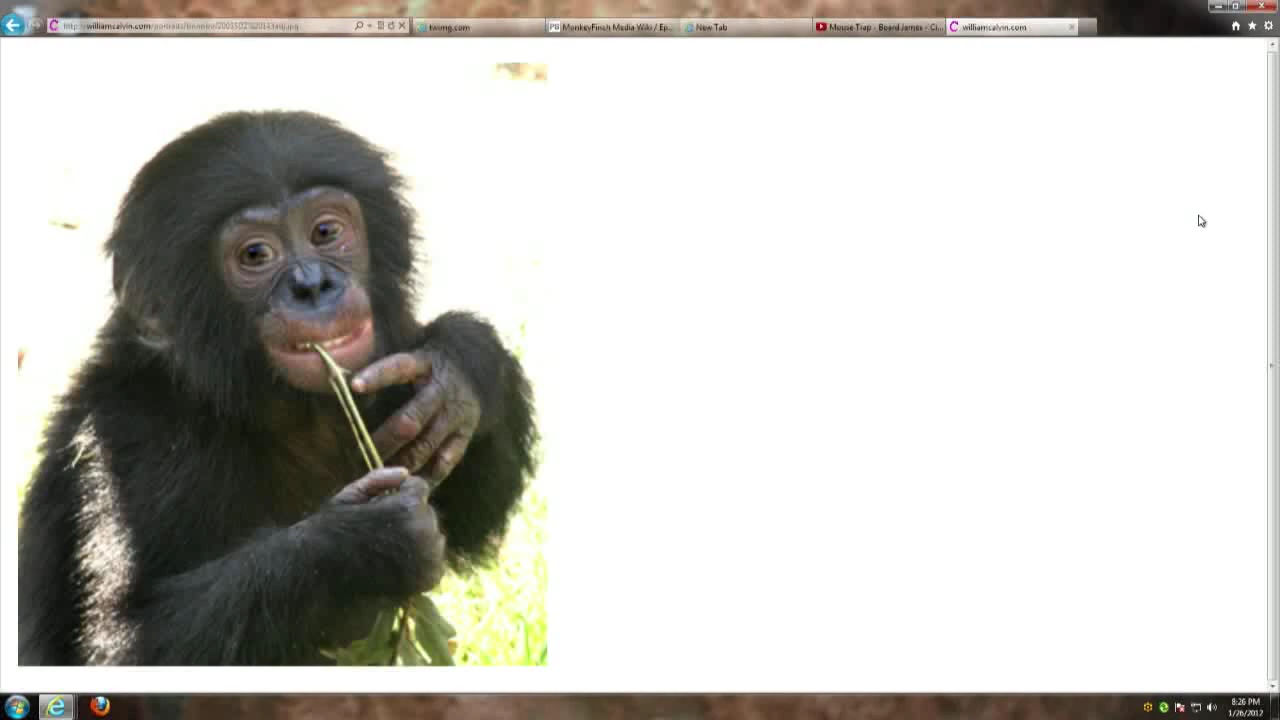 twimg.com
MonkeyFinch Media Wiki / Ep...
New Tab
Mouse Trap - Board James - Ci...
williamcalvin.com
8:26 PM
1/26/2012